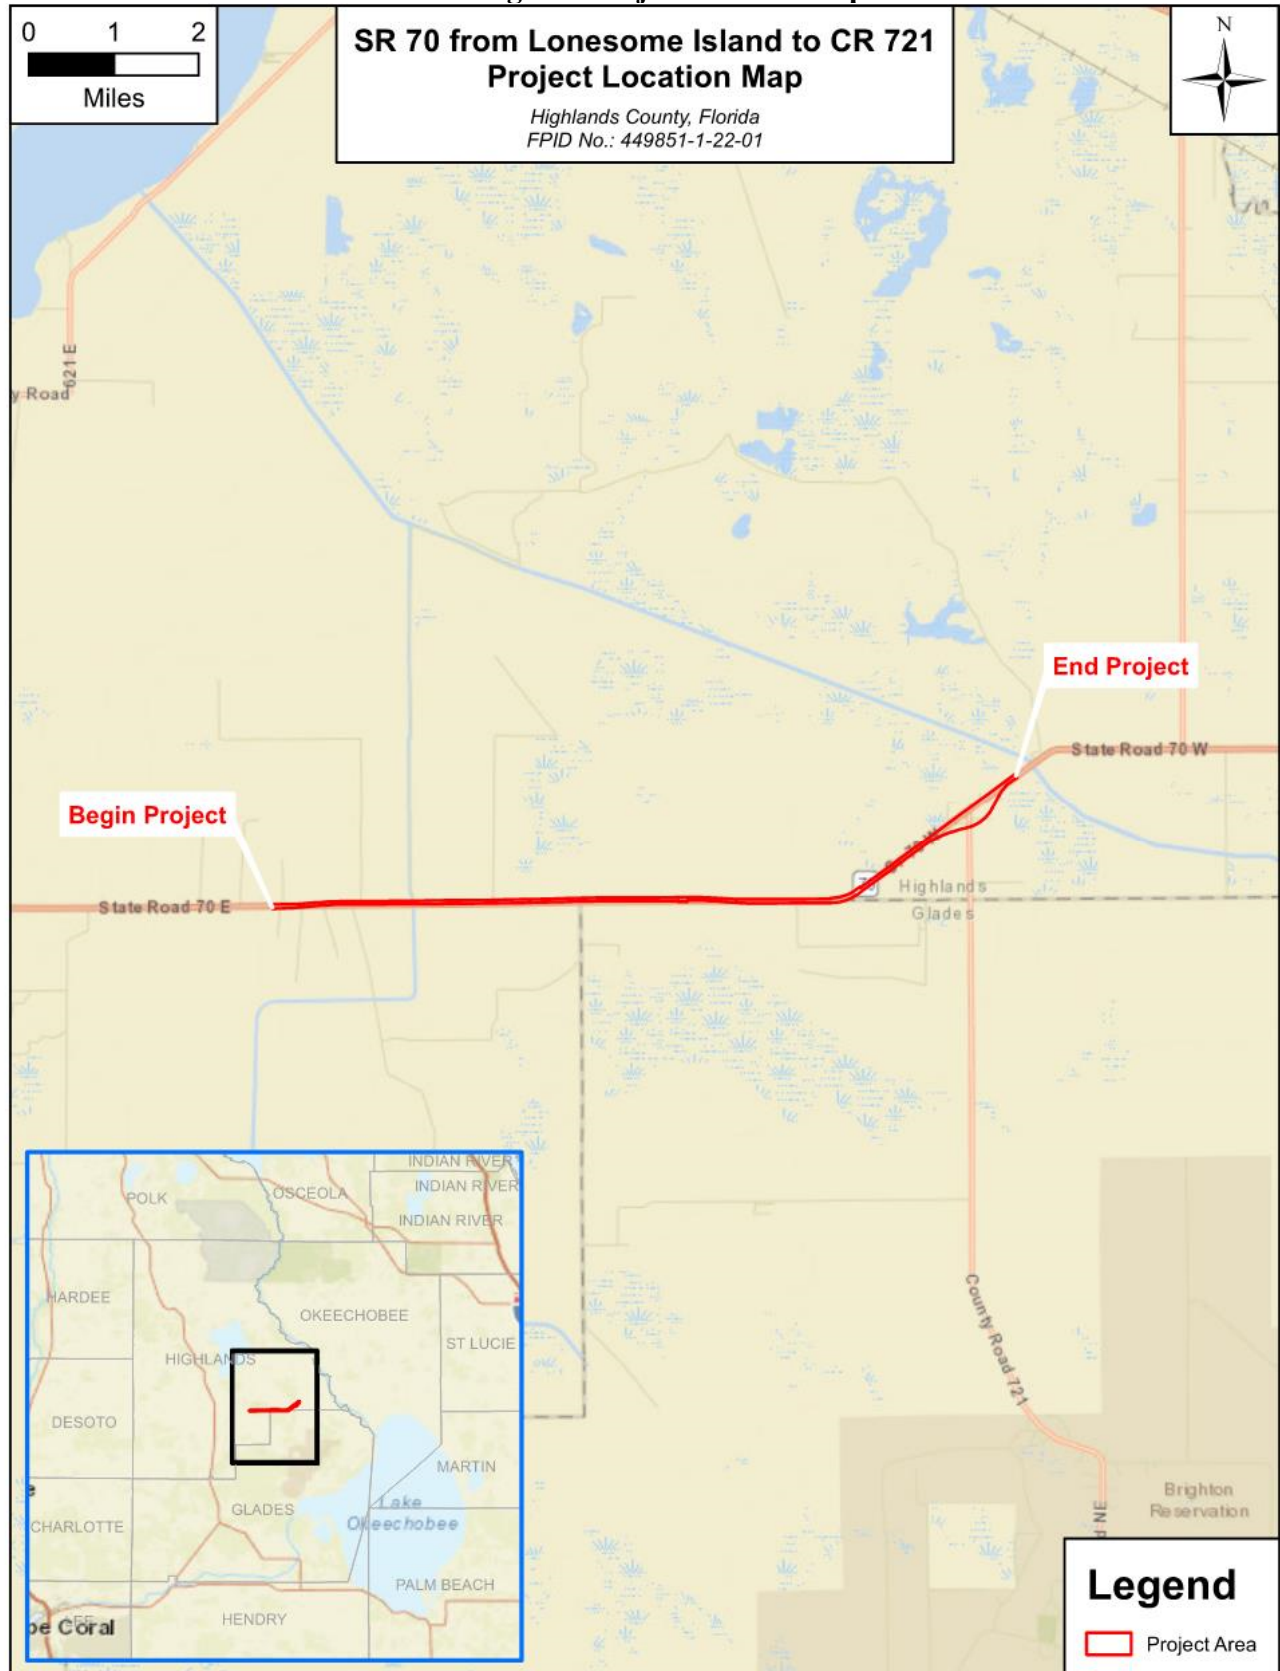 0 1 2
Miles
SR 70 from Lonesome Island to CR 721
Project Location Map
Highlands County, Florida
FPID No.: 449851-1-22-01
N
621 E
y Road
End Project
State Road 70 W
Begin Project
State Road 70 E
Highlands
Glades
County Road 721
Brighton
Reservation
d NE
INDIAN RIVER
POLK
OSCEOLA
INDIAN RIVER
INDIAN RIVER
HARDEE
OKEECHOBEE
ST LUCIE
HIGHLANDS
DESOTO
MARTIN
GLADES
Lake
Okeechobee
e
CHARLOTTE
PALM BEACH
LEE
pe Coral
HENDRY
Legend
Project Area